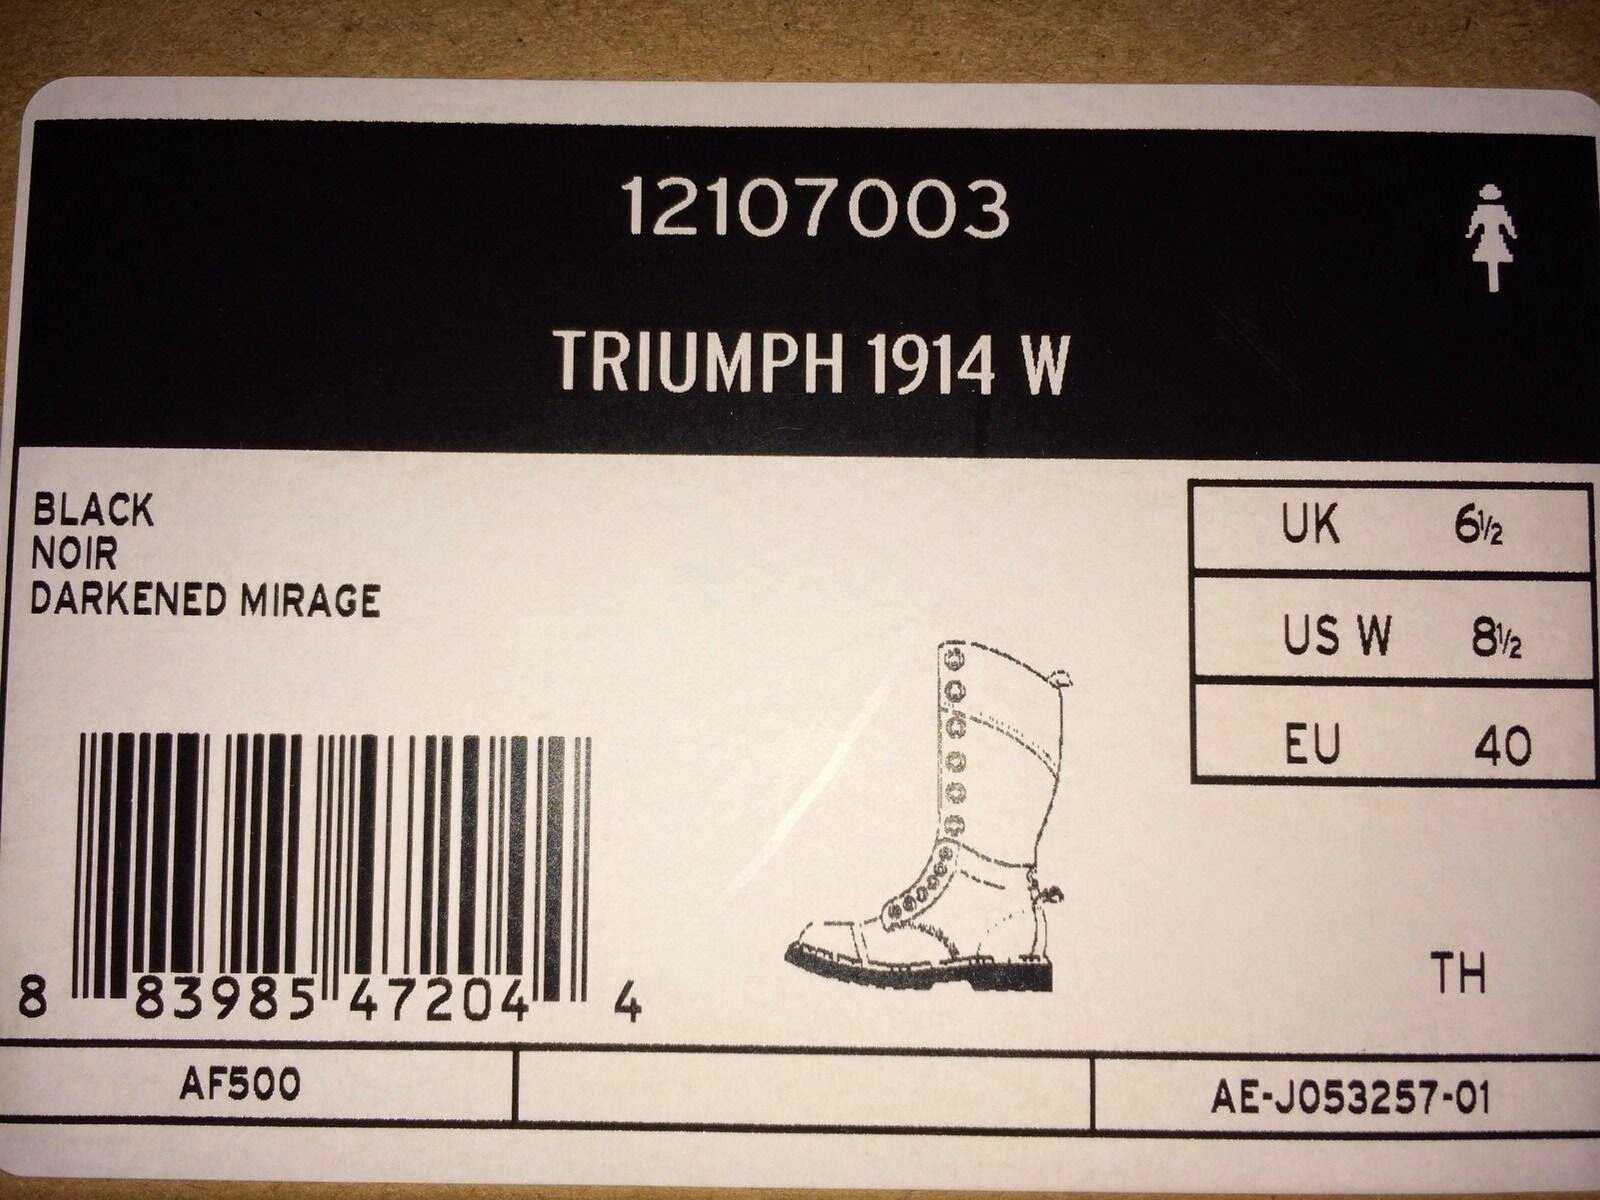 12107003
TRIUMPH 1914 W
BLACK
NOIR
DARKENED MIRAGE
UK 6½
US W 8½
EU 40
TH
8 83985 47204 4
AF500
AE-J053257-01